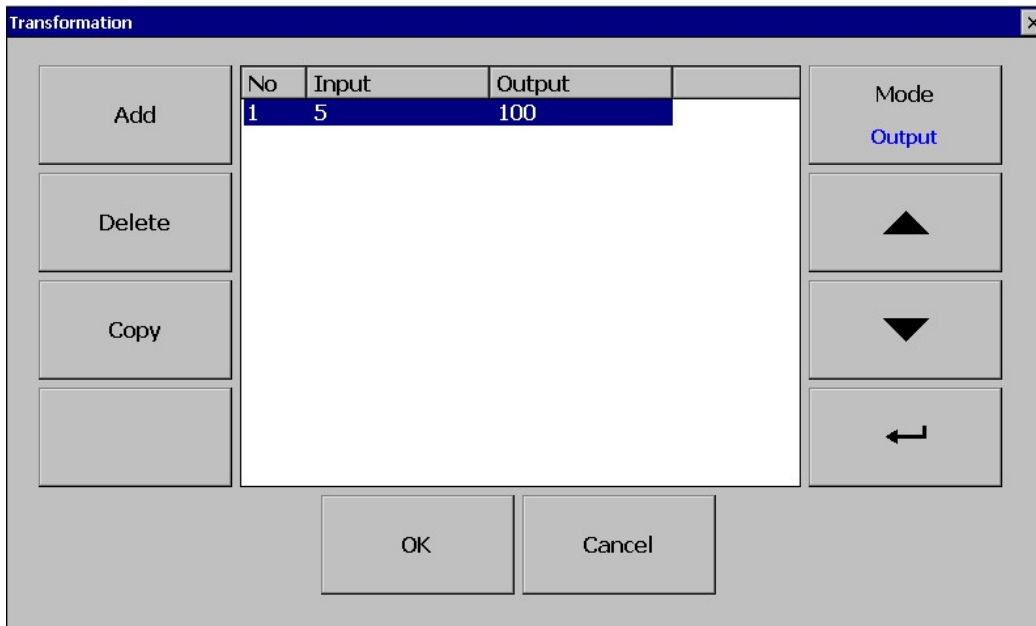 Transformation
Add
Delete
Copy
No Input Output
1 5 100
Mode
Output
OK Cancel